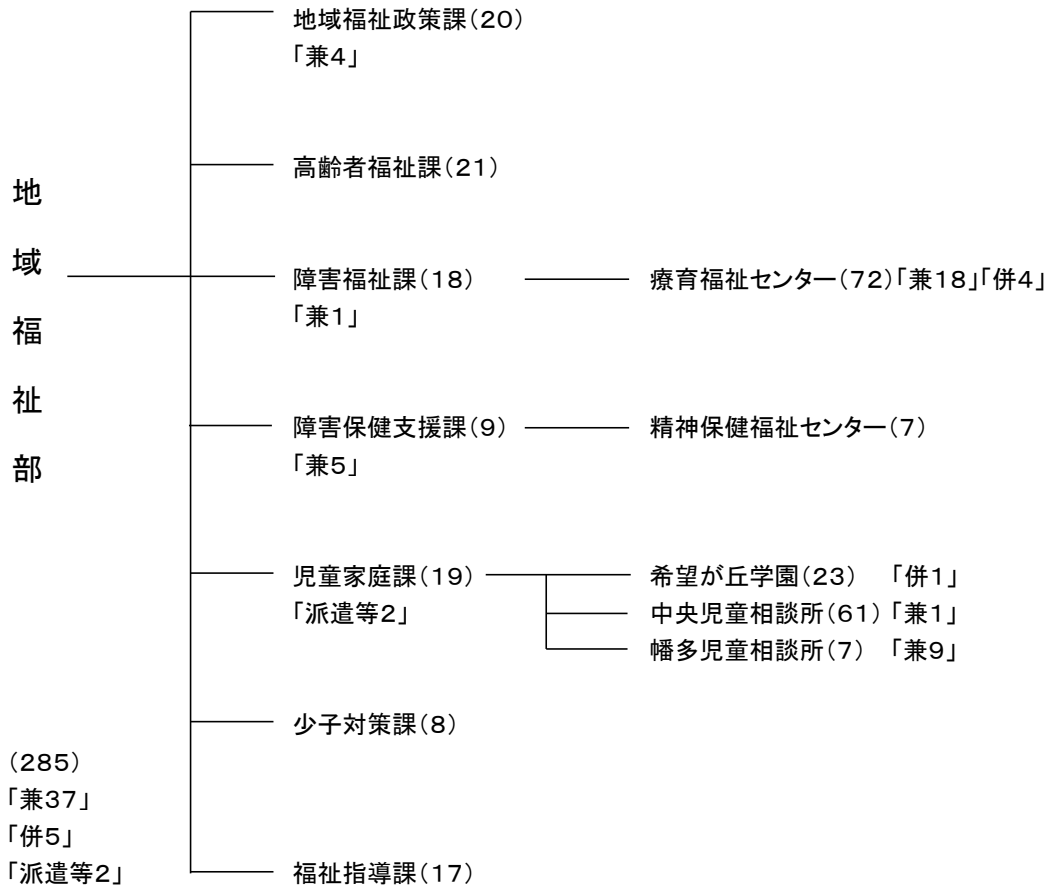 地域福祉部
地域福祉政策課（20）
「兼4」
高齢者福祉課（21）
障害福祉課（18）
「兼1」
療育福祉センター（72）「兼18」「併4」
障害保健支援課（9）
「兼5」
精神保健福祉センター（7）
児童家庭課（19）
「派遣等2」
希望が丘学園（23）　「併1」
中央児童相談所（61）「兼1」
幡多児童相談所（7）　「兼9」
少子対策課（8）
福祉指導課（17）
（285）
「兼37」
「併5」
「派遣等2」